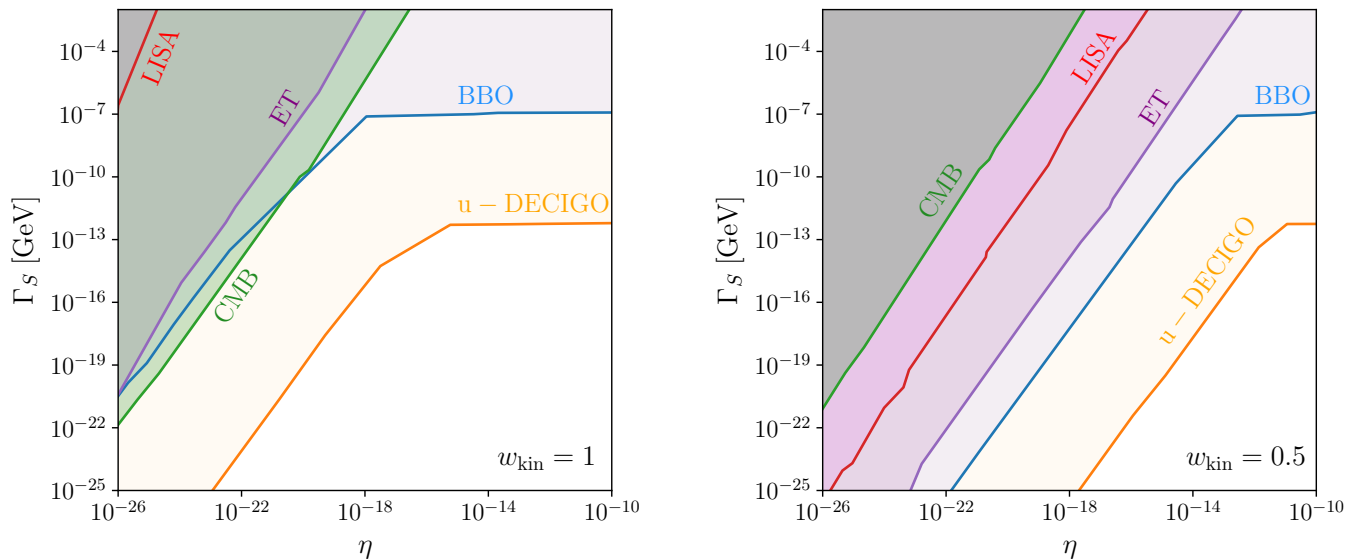 10⁻⁴
10⁻⁷
10⁻¹⁰
10⁻¹³
10⁻¹⁶
10⁻¹⁹
10⁻²²
10⁻²⁵
Γ_S [GeV]
LISA
ET
BBO
u − DECIGO
CMB
w_kin = 1
10⁻²⁶
10⁻²²
10⁻¹⁸
10⁻¹⁴
10⁻¹⁰
η
10⁻⁴
10⁻⁷
10⁻¹⁰
10⁻¹³
10⁻¹⁶
10⁻¹⁹
10⁻²²
10⁻²⁵
Γ_S [GeV]
LISA
ET
BBO
CMB
u − DECIGO
w_kin = 0.5
10⁻²⁶
10⁻²²
10⁻¹⁸
10⁻¹⁴
10⁻¹⁰
η